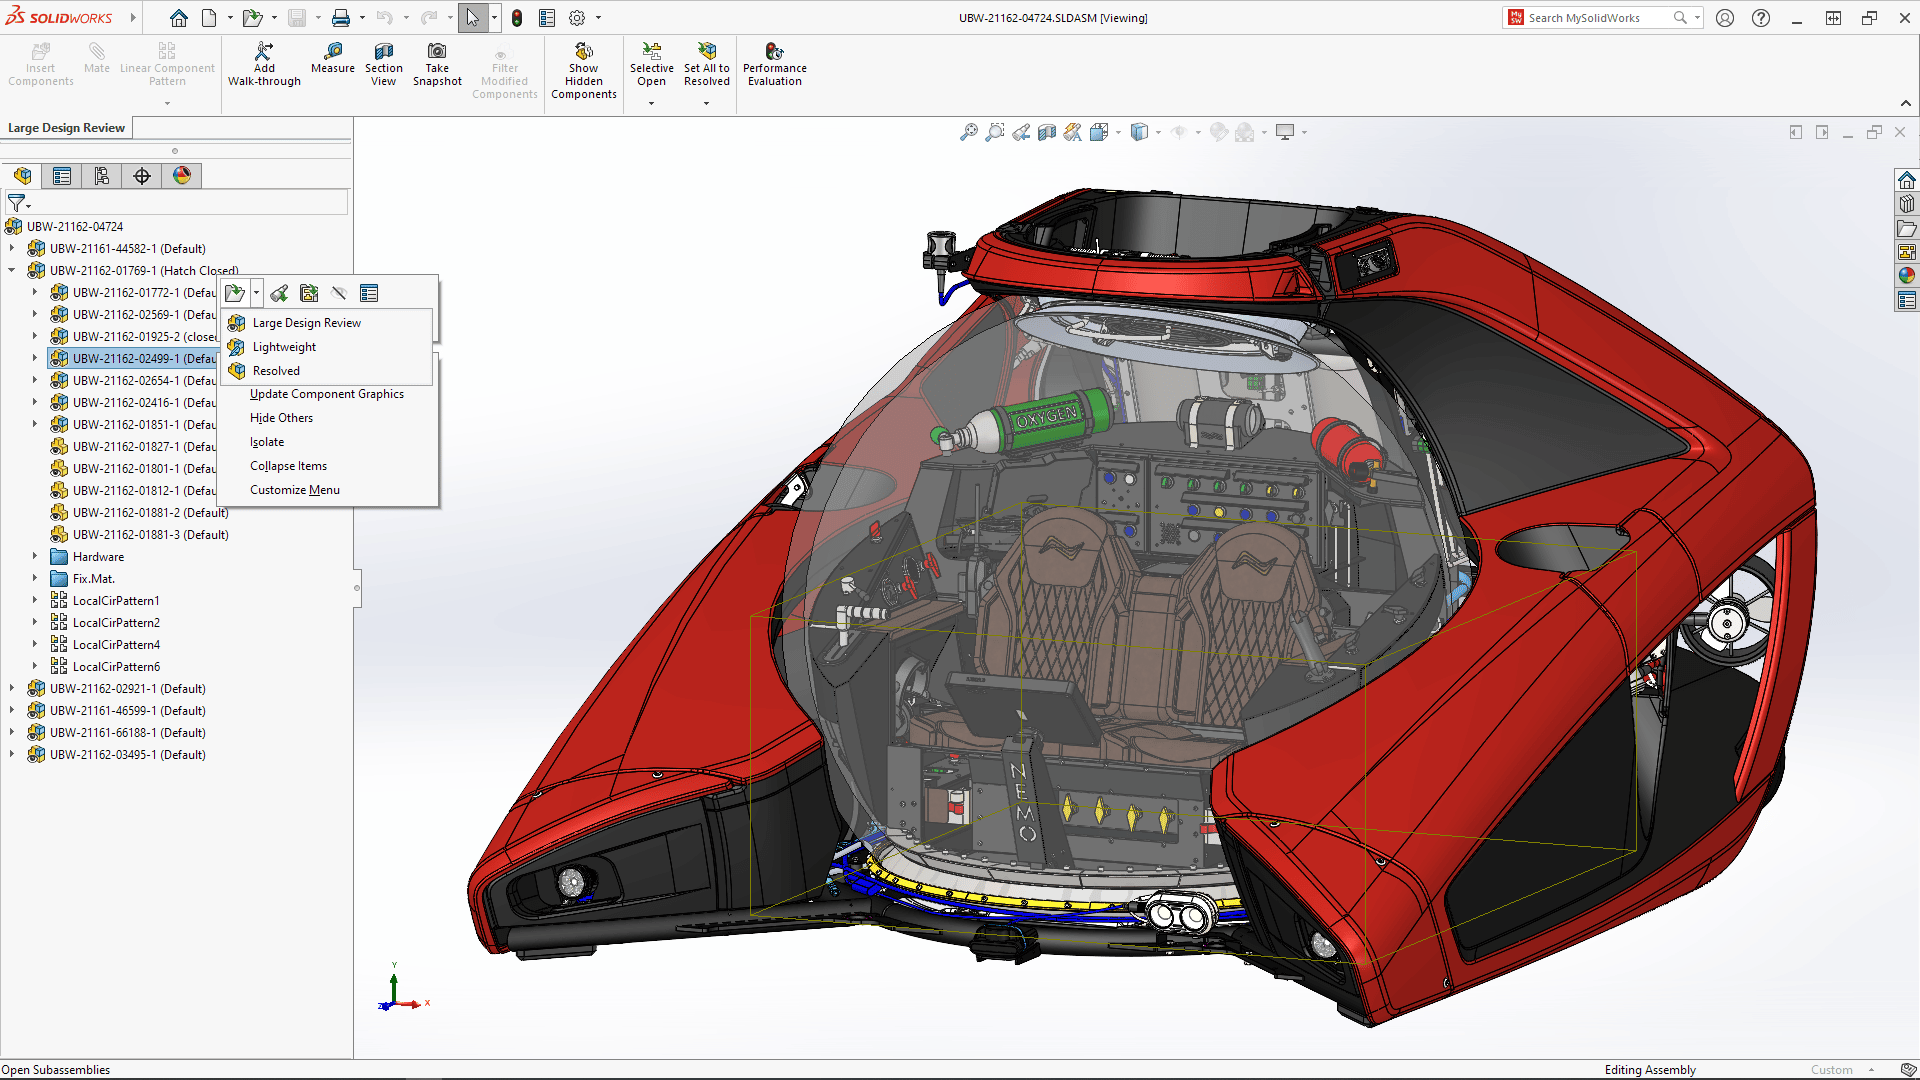 SOLIDWORKS
UBW-21162-04724.SLDASM [Viewing]
My SW
Search MySolidWorks
Insert Components
Mate
Linear Component Pattern
Add Walk-through
Measure
Section View
Take Snapshot
Filter Modified Components
Show Hidden Components
Selective Open
Set All to Resolved
Performance Evaluation
Large Design Review
UBW-21162-04724
UBW-21161-44582-1 (Default)
UBW-21162-01769-1 (Hatch Closed)
UBW-21162-01772-1 (Defau
UBW-21162-02569-1 (Defau
UBW-21162-01925-2 (closed
UBW-21162-02499-1 (Defau
UBW-21162-02654-1 (Defau
UBW-21162-02416-1 (Defau
UBW-21162-01851-1 (Defau
UBW-21162-01827-1 (Defau
UBW-21162-01801-1 (Defau
UBW-21162-01812-1 (Defau
UBW-21162-01881-2 (Default)
UBW-21162-01881-3 (Default)
Hardware
Fix.Mat.
LocalCirPattern1
LocalCirPattern2
LocalCirPattern4
LocalCirPattern6
UBW-21162-02921-1 (Default)
UBW-21161-46599-1 (Default)
UBW-21161-66188-1 (Default)
UBW-21162-03495-1 (Default)
Large Design Review
Lightweight
Resolved
Update Component Graphics
Hide Others
Isolate
Collapse Items
Customize Menu
OXYGEN
NEMO
Y
X
Z
Open Subassemblies
Editing Assembly
Custom